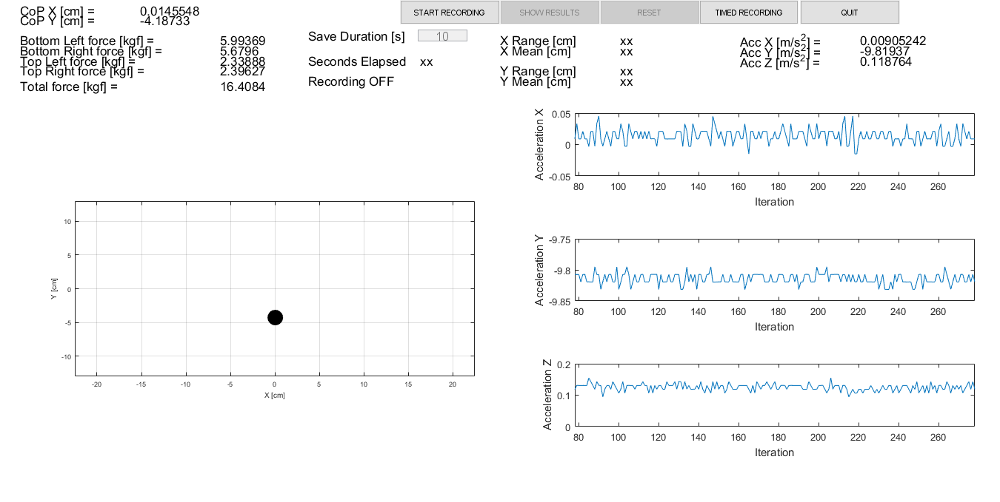 CoP X [cm] = 0.0145548
CoP Y [cm] = -4.18733
Bottom Left force [kgf] = 5.99369
Bottom Right force [kgf] = 5.6796
Top Left force [kgf] = 2.33888
Top Right force [kgf] = 2.39627
Total force [kgf] = 16.4084
START RECORDING SHOW RESULTS RESET TIMED RECORDING QUIT
Save Duration [s] 10
Seconds Elapsed xx
Recording OFF
X Range [cm] xx
X Mean [cm] xx
Y Range [cm] xx
Y Mean [cm] xx
Acc X [m/s²] = 0.00905242
Acc Y [m/s²] = -9.81937
Acc Z [m/s²] = 0.118764
Y [cm]
10
5
0
-5
-10
-20 -15 -10 -5 0 5 10 15 20
X [cm]
Acceleration X
0.05
0
-0.05
80 100 120 140 160 180 200 220 240 260
Iteration
Acceleration Y
-9.75
-9.8
-9.85
80 100 120 140 160 180 200 220 240 260
Iteration
Acceleration Z
0.2
0.1
0
80 100 120 140 160 180 200 220 240 260
Iteration